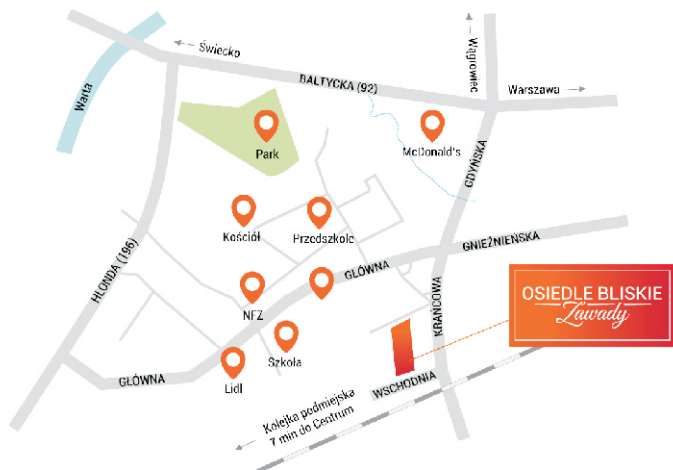 Świecko
Wągrowiec
BAŁTYCKA (92)
Warszawa
Warta
Park
McDonald's
GDYŃSKA
Kościół
Przedszkole
HLONDA (196)
GŁÓWNA
GNIEŹNIEŃSKA
NFZ
KRAŃCOWA
OSIEDLE BLISKIE
Zawady
Szkoła
Lidl
GŁÓWNA
WSCHODNIA
Kolejka podmiejska
7 min do Centrum